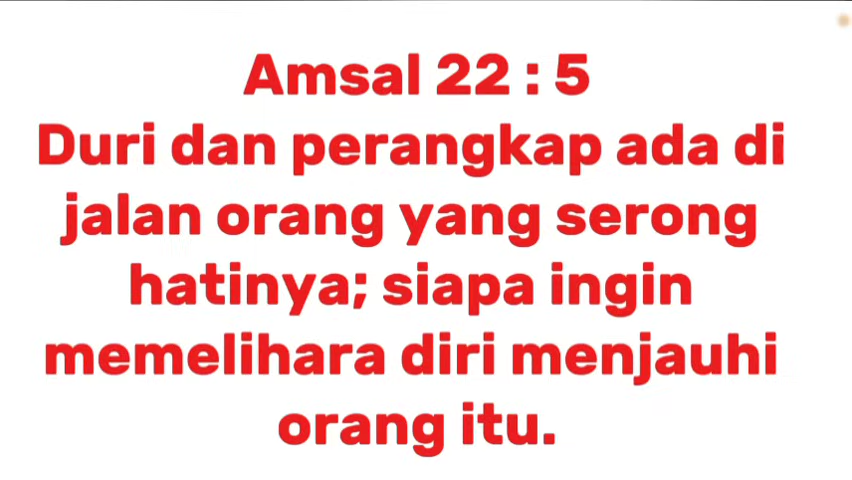 Amsal 22 : 5
Duri dan perangkap ada di
jalan orang yang serong
hatinya; siapa ingin
memelihara diri menjauhi
orang itu.